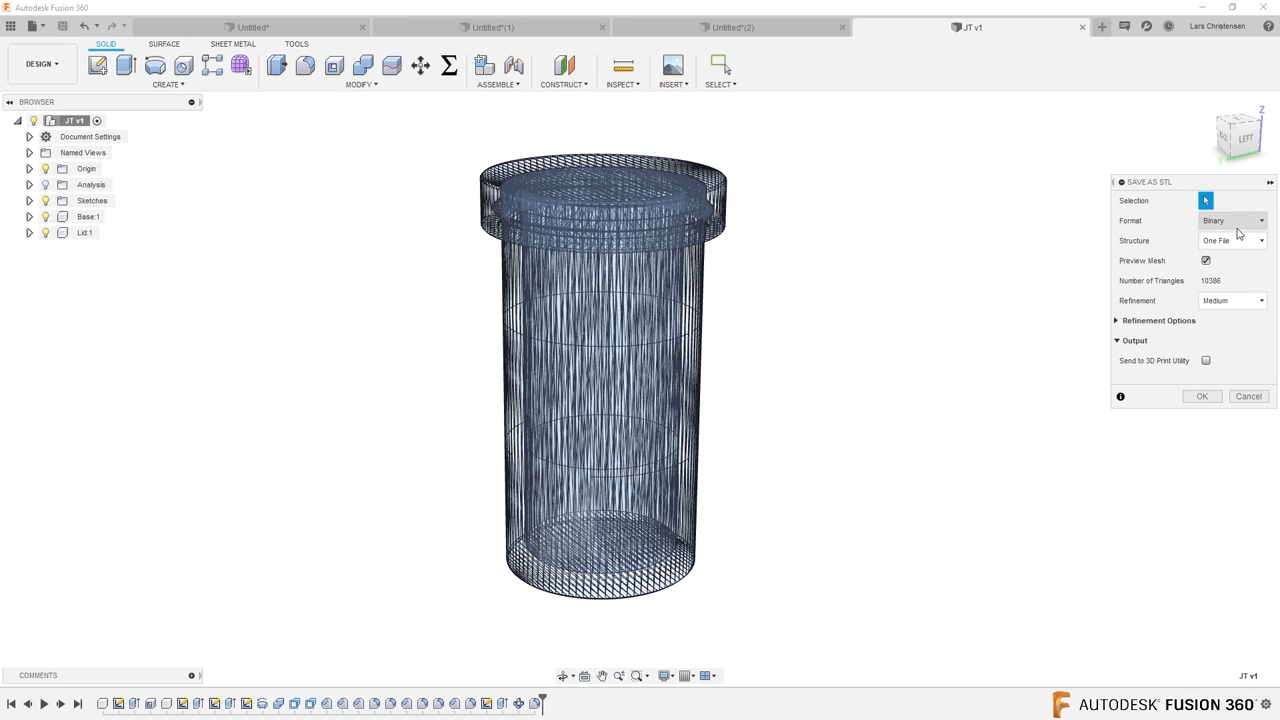 Autodesk Fusion 360
Untitled*
Untitled*(1)
Untitled*(2)
JT v1
Lars Christensen
SOLID
SURFACE
SHEET METAL
TOOLS
DESIGN
CREATE
MODIFY
ASSEMBLE
CONSTRUCT
INSPECT
INSERT
SELECT
BROWSER
JT v1
Document Settings
Named Views
Origin
Analysis
Sketches
Base:1
Lid:1
Z
LEFT
SAVE AS STL
Selection
Format Binary
Structure One File
Preview Mesh
Number of Triangles 10386
Refinement Medium
Refinement Options
Output
Send to 3D Print Utility
OK Cancel
COMMENTS
JT v1
AUTODESK FUSION 360